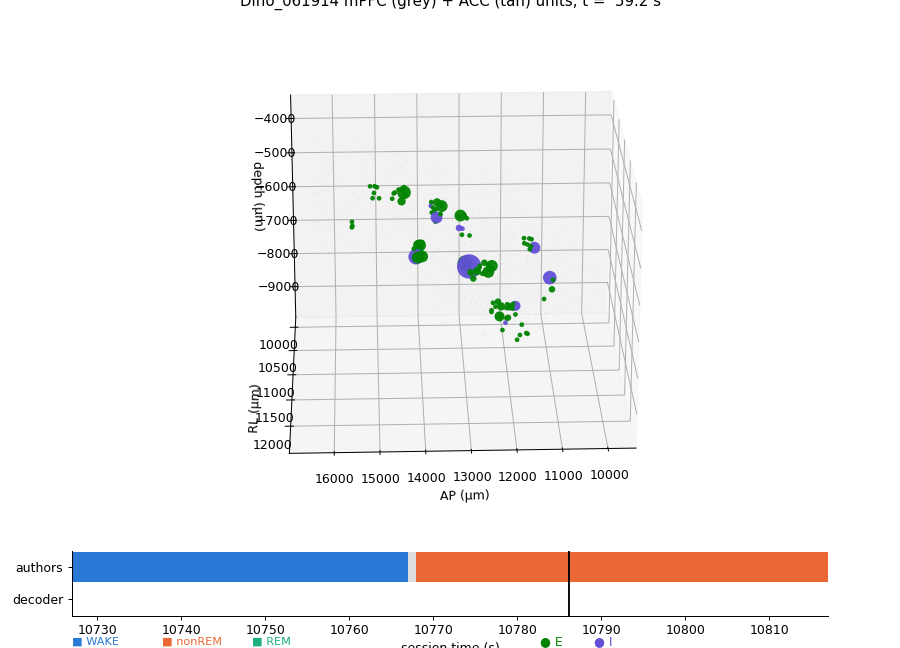 Dino_061914 mPFC (grey) + ACC (tan) units, t = 59.2 s
−4000
−5000
−6000
−7000
−8000
−9000
depth (µm)
10000
10500
11000
11500
12000
RL (µm)
16000 15000 14000 13000 12000 11000 10000
AP (µm)
authors
decoder
10730 10740 10750 10760 10770 10780 10790 10800 10810
session time (s)
WAKE nonREM REM E I